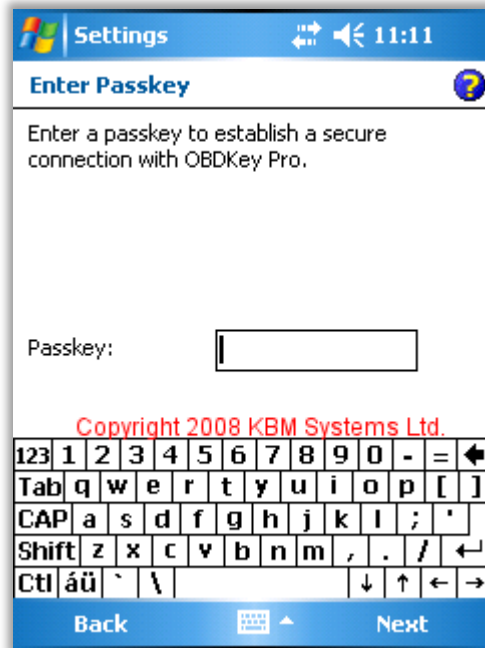 Settings 11:11
Enter Passkey ?
Enter a passkey to establish a secure
connection with OBDKey Pro.
Passkey:
Copyright 2008 KBM Systems Ltd.
123 1 2 3 4 5 6 7 8 9 0 - = 🡄
Tab q w e r t y u i o p [ ]
CAP a s d f g h j k l ; '
Shift z x c v b n m , . / ↵
Ctl áü ` \ ↓ ↑ ← →
Back Next